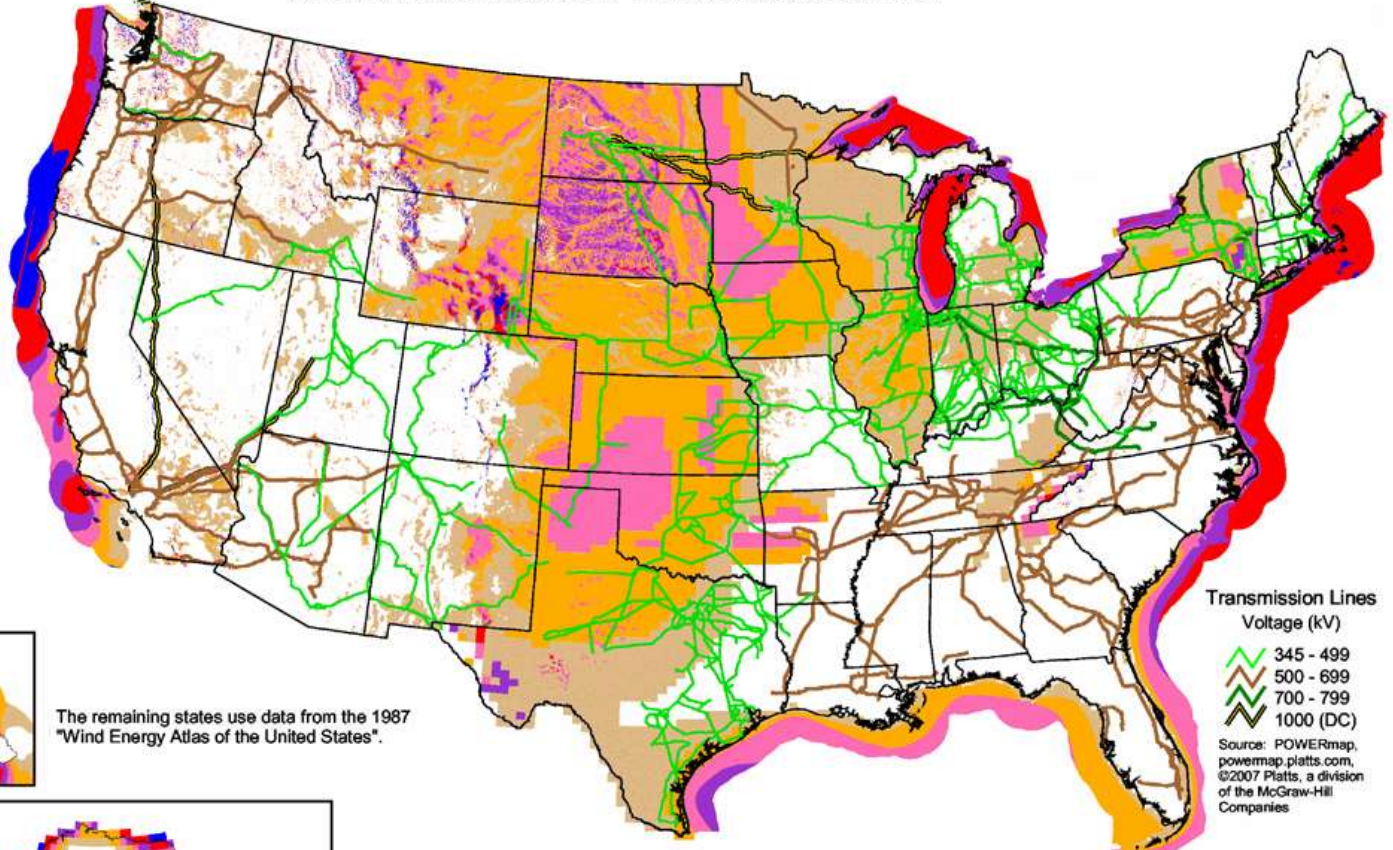 The remaining states use data from the 1987
"Wind Energy Atlas of the United States".
Transmission Lines
Voltage (kV)
345 - 499
500 - 699
700 - 799
1000 (DC)
Source: POWERmap,
powermap.platts.com,
©2007 Platts, a division
of the McGraw-Hill
Companies